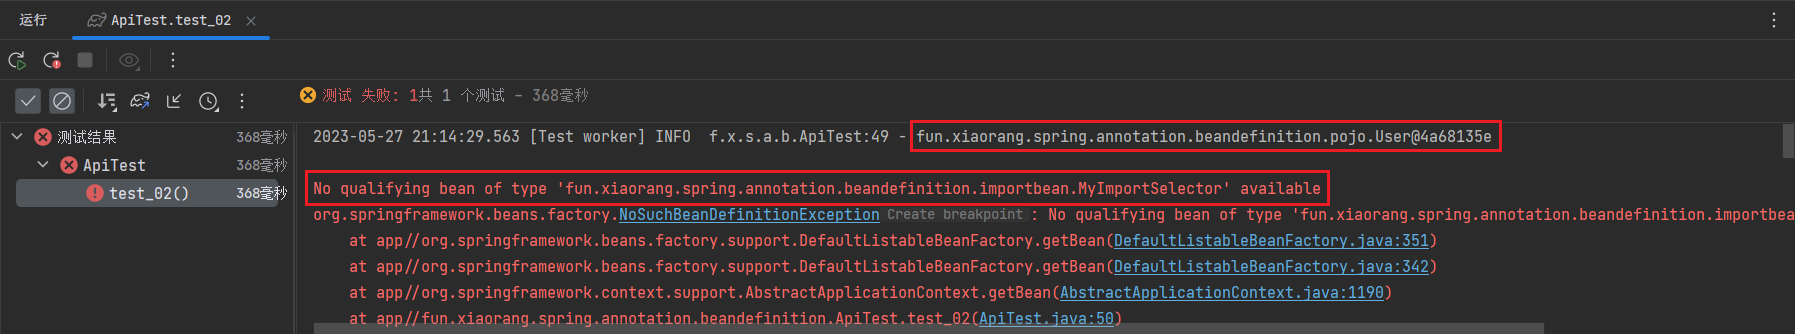 运行 ApiTest.test_02
测试 失败: 1共 1 个测试 – 368毫秒
测试结果 368毫秒
ApiTest 368毫秒
test_02() 368毫秒
2023-05-27 21:14:29.563 [Test worker] INFO  f.x.s.a.b.ApiTest:49 - fun.xiaorang.spring.annotation.beandefinition.pojo.User@4a68135e
No qualifying bean of type 'fun.xiaorang.spring.annotation.beandefinition.importbean.MyImportSelector' available
org.springframework.beans.factory.NoSuchBeanDefinitionException Create breakpoint : No qualifying bean of type 'fun.xiaorang.spring.annotation.beandefinition.importbea
at app//org.springframework.beans.factory.support.DefaultListableBeanFactory.getBean(DefaultListableBeanFactory.java:351)
at app//org.springframework.beans.factory.support.DefaultListableBeanFactory.getBean(DefaultListableBeanFactory.java:342)
at app//org.springframework.context.support.AbstractApplicationContext.getBean(AbstractApplicationContext.java:1190)
at app//fun.xiaorang.spring.annotation.beandefinition.ApiTest.test_02(ApiTest.java:50)